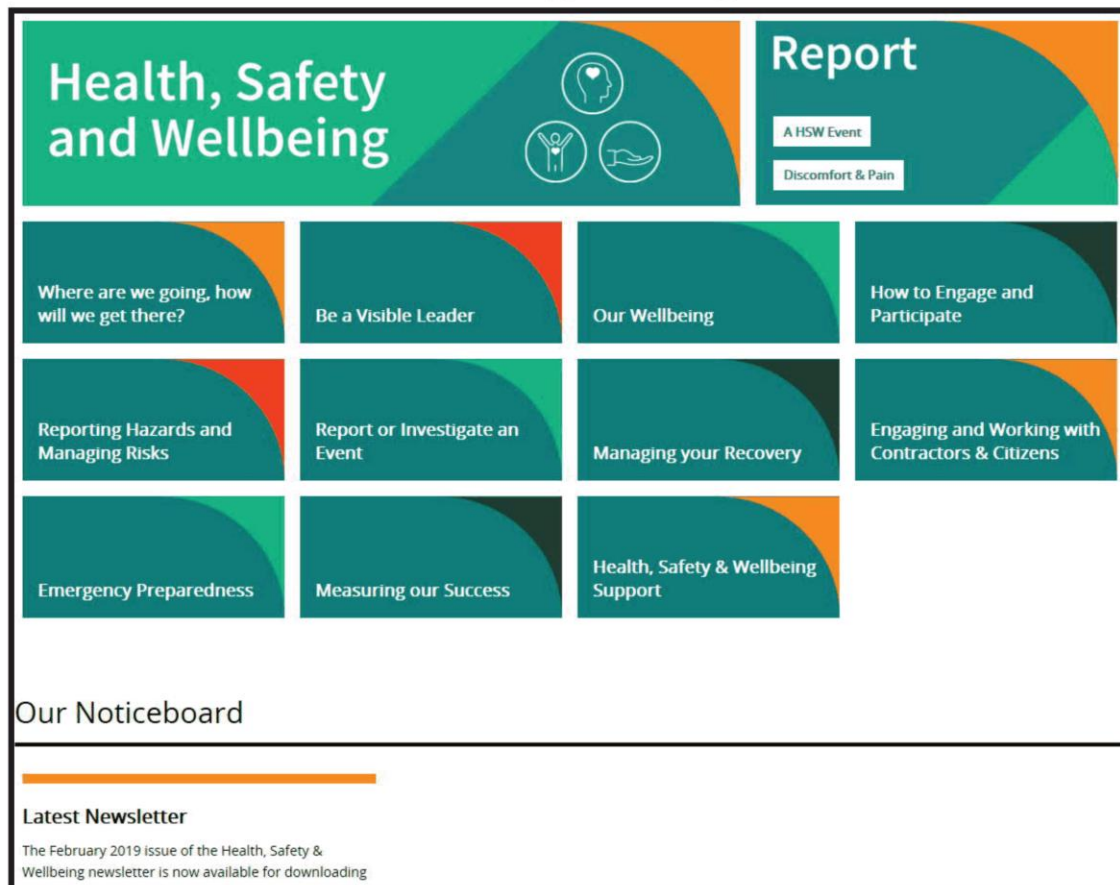 Health, Safety
and Wellbeing
Report
A HSW Event
Discomfort & Pain
Where are we going, how
will we get there?
Be a Visible Leader
Our Wellbeing
How to Engage and
Participate
Reporting Hazards and
Managing Risks
Report or Investigate an
Event
Managing your Recovery
Engaging and Working with
Contractors & Citizens
Emergency Preparedness
Measuring our Success
Health, Safety & Wellbeing
Support
Our Noticeboard
Latest Newsletter
The February 2019 issue of the Health, Safety &
Wellbeing newsletter is now available for downloading